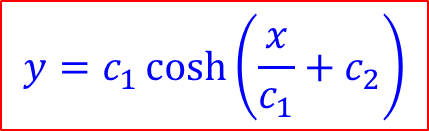 y = c₁ cosh (x/c₁ + c₂)